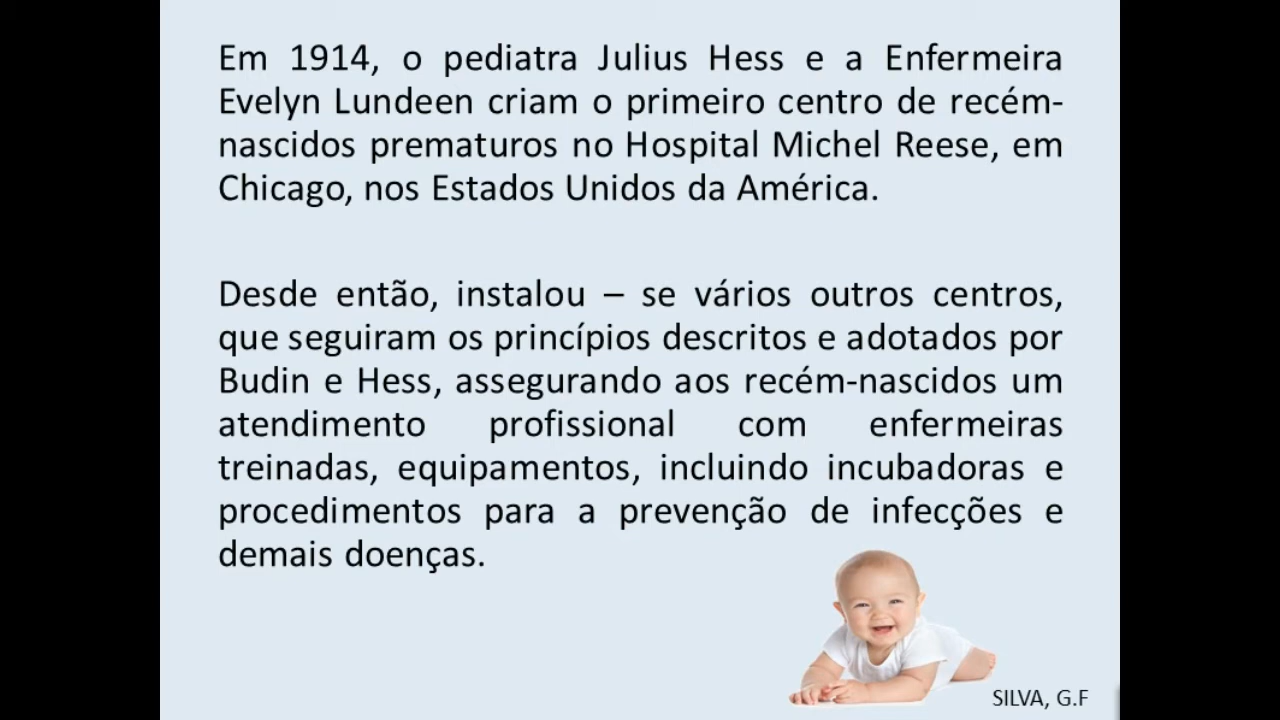 Em 1914, o pediatra Julius Hess e a Enfermeira
Evelyn Lundeen criam o primeiro centro de recém-
nascidos prematuros no Hospital Michel Reese, em
Chicago, nos Estados Unidos da América.
Desde então, instalou – se vários outros centros,
que seguiram os princípios descritos e adotados por
Budin e Hess, assegurando aos recém-nascidos um
atendimento profissional com enfermeiras
treinadas, equipamentos, incluindo incubadoras e
procedimentos para a prevenção de infecções e
demais doenças.
SILVA, G.F